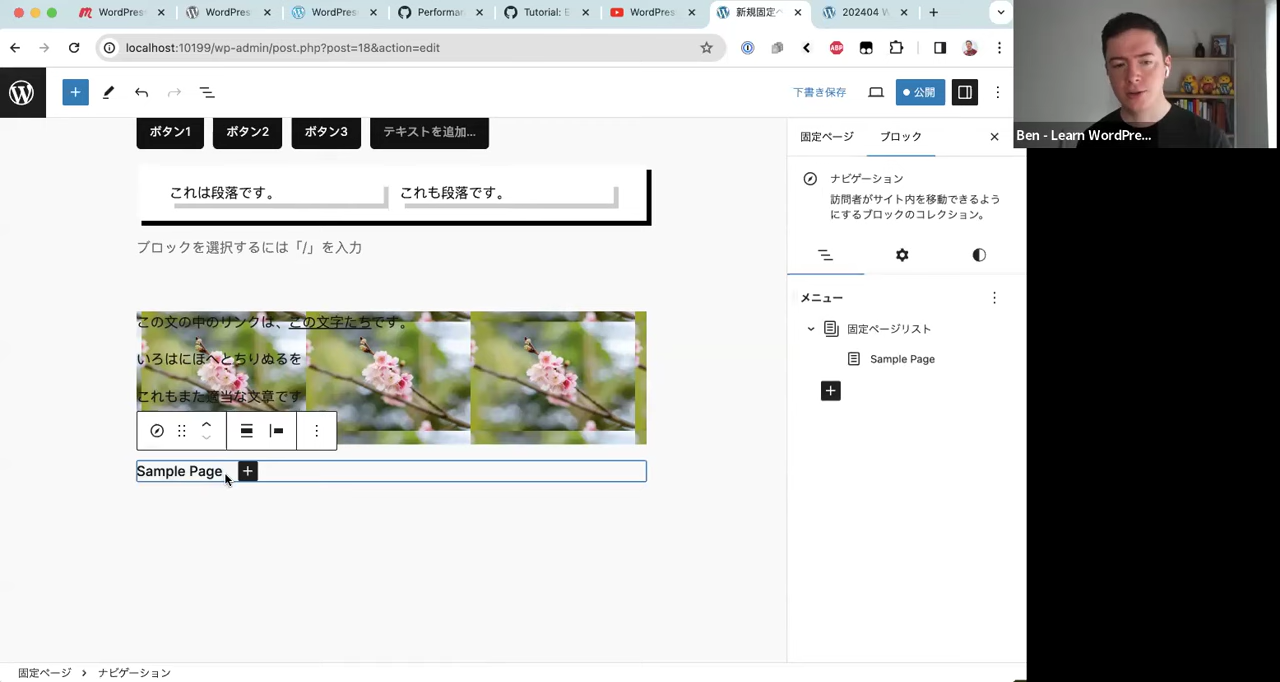 WordPress
WordPres
WordPres
Performa
Tutorial: E
WordPres
新規固定ペ
202404 W
localhost:10199/wp-admin/post.php?post=18&action=edit
ABP
下書き保存
公開
Ben - Learn WordPre...
ボタン1
ボタン2
ボタン3
テキストを追加...
固定ページ
ブロック
これは段落です。
これも段落です。
ナビゲーション
訪問者がサイト内を移動できるよ
うにするブロックのコレクション。
ブロックを選択するには「/」を入力
メニュー
この文の中のリンクは、この文字たちです。
固定ページリスト
いろはにほへとちりぬるを
Sample Page
これもまた適当な文章です
Sample Page
固定ページ > ナビゲーション